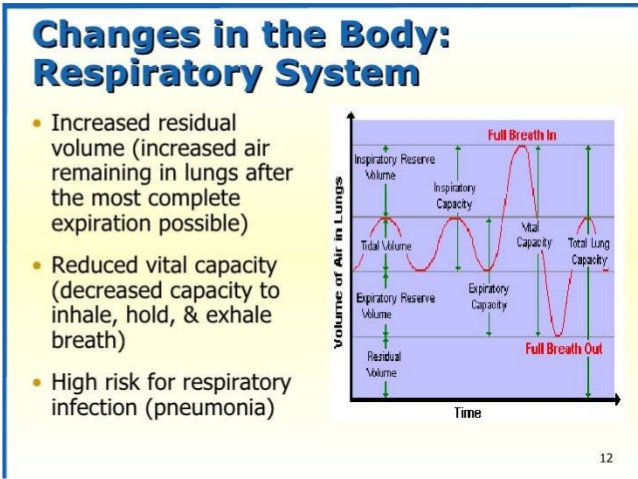 Changes in the Body:
Respiratory System
• Increased residual
volume (increased air
remaining in lungs after
the most complete
expiration possible)
• Reduced vital capacity
(decreased capacity to
inhale, hold, & exhale
breath)
• High risk for respiratory
infection (pneumonia)
Volume of Air in Lungs
Full Breath In
Inspiratory Reserve
Volume
Inspiratory
Capacity
Tidal Volume
Vital
Capacity
Total Lung
Capacity
Expiratory Reserve
Volume
Expiratory
Capacity
Full Breath Out
Residual
Volume
Time
12